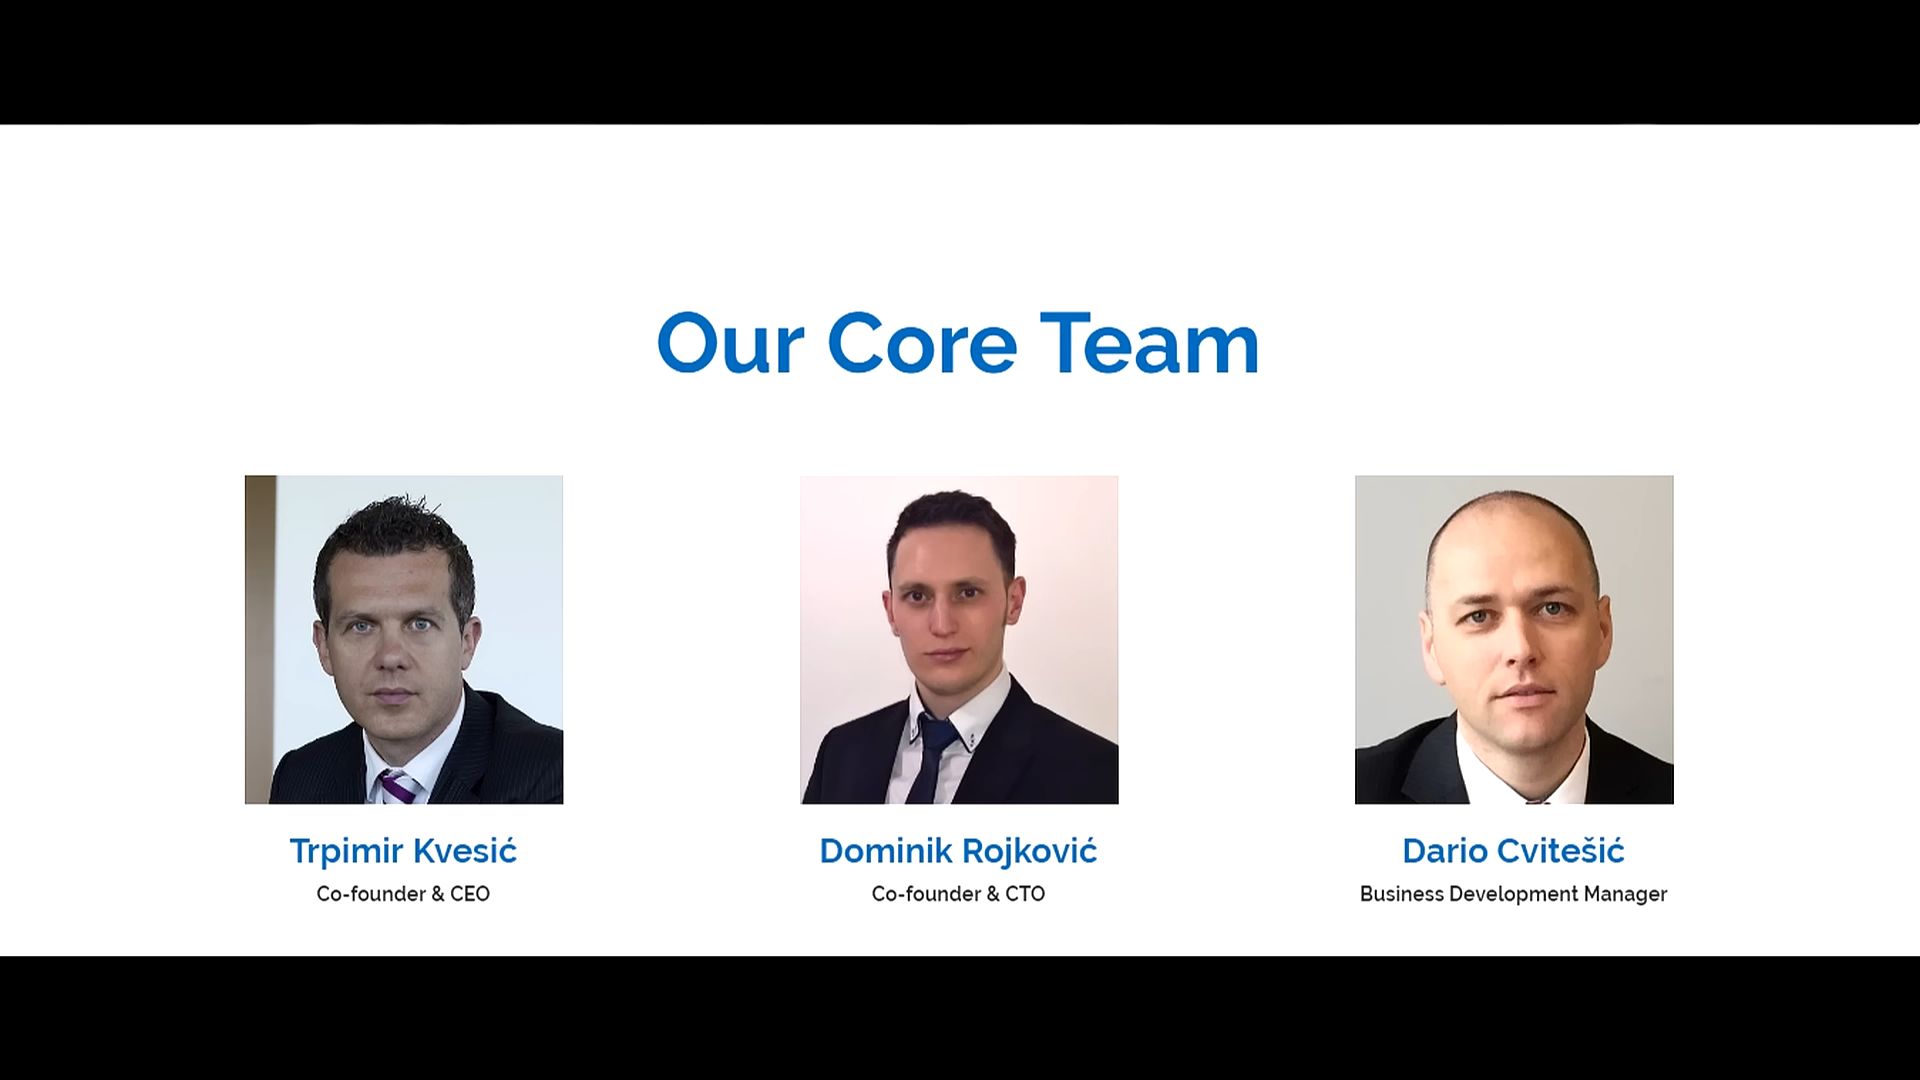 Our Core Team
Trpimir Kvesić
Dominik Rojković
Dario Cvitešić
Co-founder & CEO
Co-founder & CTO
Business Development Manager